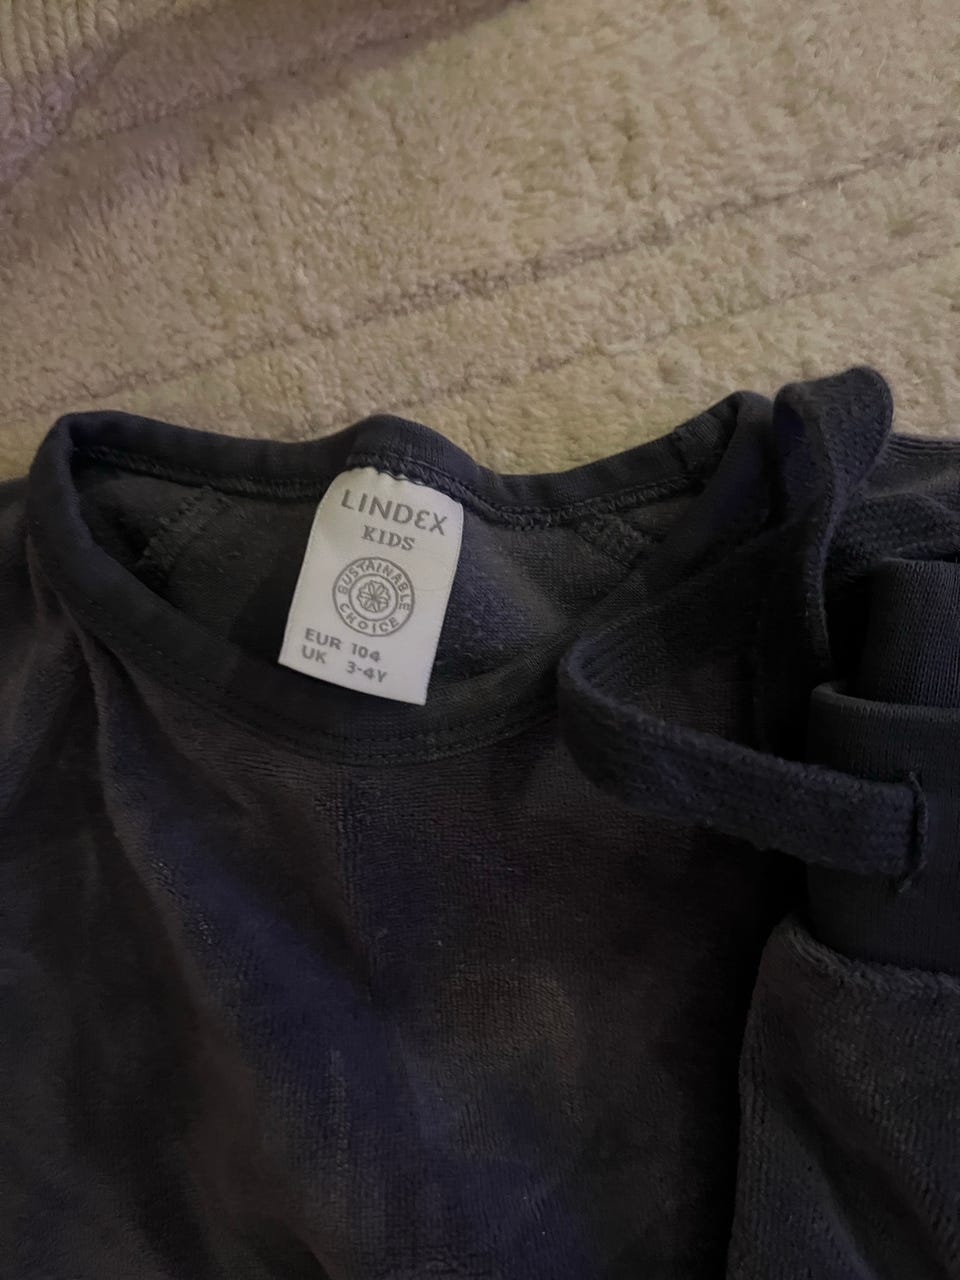 LINDEX
KIDS
SUSTAINABLE
CHOICE
EUR 104
UK 3-4Y